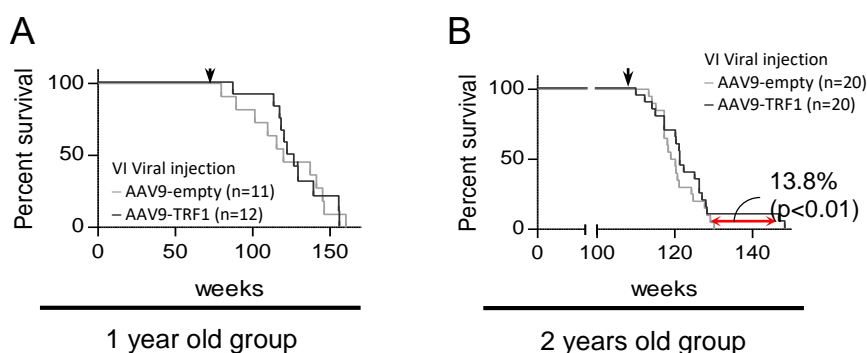 A
Percent survival
100
50
0
VI Viral injection
AAV9-empty (n=11)
AAV9-TRF1 (n=12)
0 50 100 150
weeks
1 year old group
B
Percent survival
100
50
0
VI Viral injection
AAV9-empty (n=20)
AAV9-TRF1 (n=20)
13.8%
(p<0.01)
0 100 120 140
weeks
2 years old group